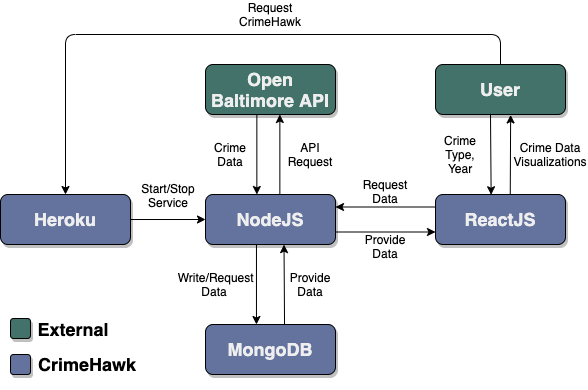 Request
CrimeHawk
Open
Baltimore API
User
Crime
Data
API
Request
Crime
Type,
Year
Crime Data
Visualizations
Start/Stop
Service
Request
Data
Heroku
NodeJS
ReactJS
Provide
Data
Write/Request
Data
Provide
Data
External
MongoDB
CrimeHawk